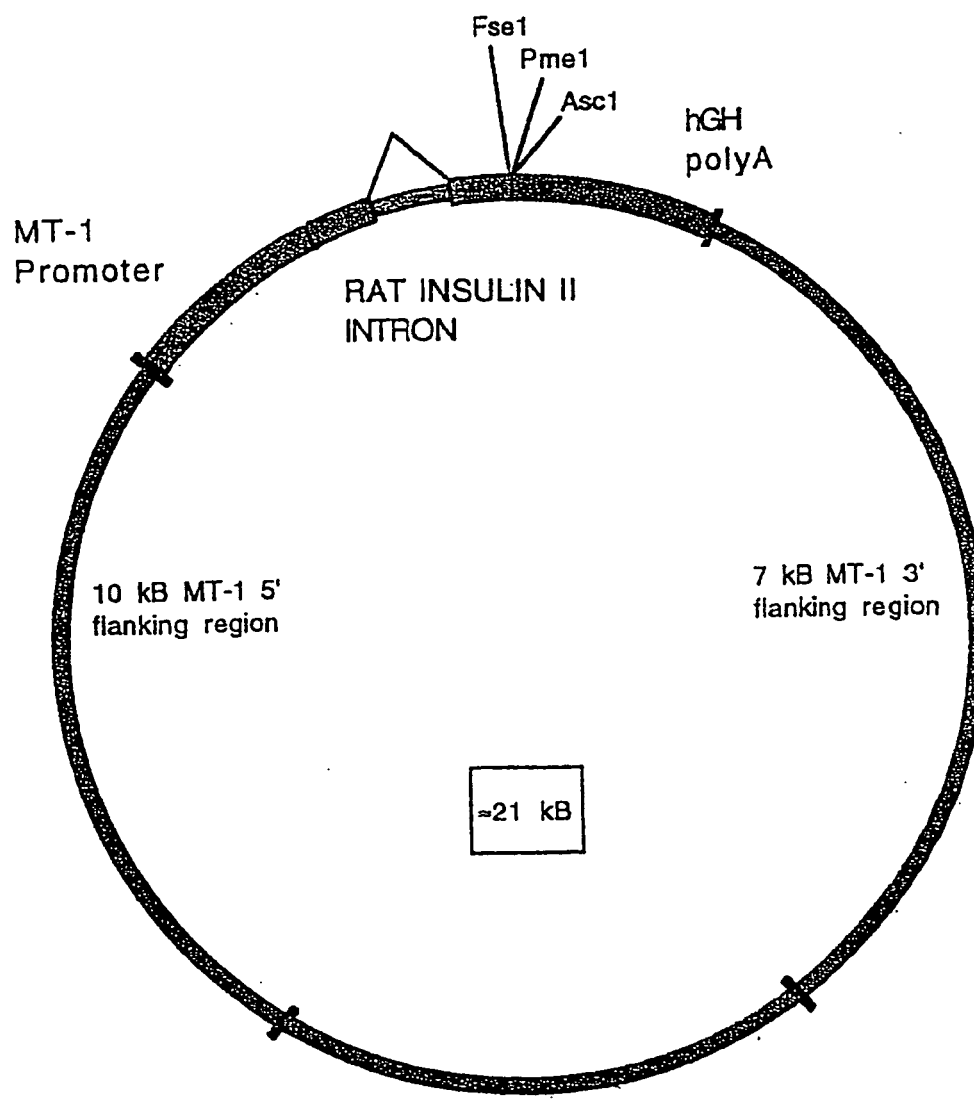 Fse1
Pme1
Asc1
hGH
polyA
MT-1
Promoter
RAT INSULIN II
INTRON
10 kB MT-1 5'
flanking region
7 kB MT-1 3'
flanking region
≈21 kB